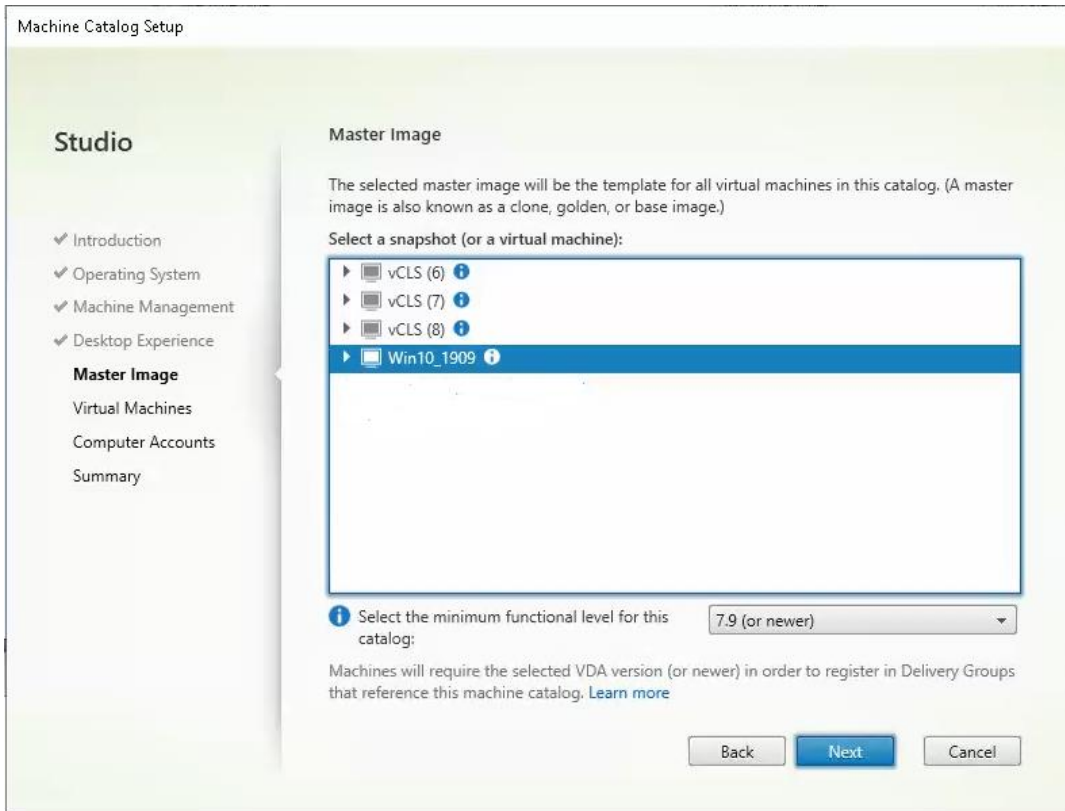 Machine Catalog Setup
Studio
Introduction
Operating System
Machine Management
Desktop Experience
Master Image
Virtual Machines
Computer Accounts
Summary
Master Image
The selected master image will be the template for all virtual machines in this catalog. (A master
image is also known as a clone, golden, or base image.)
Select a snapshot (or a virtual machine):
vCLS (6)
vCLS (7)
vCLS (8)
Win10_1909
Select the minimum functional level for this
catalog:
7.9 (or newer)
Machines will require the selected VDA version (or newer) in order to register in Delivery Groups
that reference this machine catalog. Learn more
Back
Next
Cancel